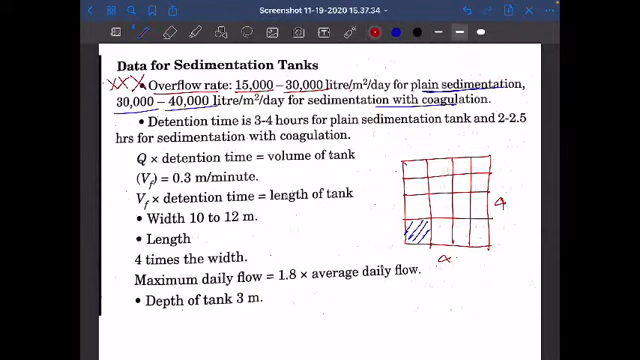 Screenshot 11-19-2020 15.37.34
Data for Sedimentation Tanks
XXX • Overflow rate: 15,000 – 30,000 litre/m²/day for plain sedimentation,
30,000 – 40,000 litre/m²/day for sedimentation with coagulation.
• Detention time is 3-4 hours for plain sedimentation tank and 2-2.5
hrs for sedimentation with coagulation.
Q × detention time = volume of tank
(V_f) = 0.3 m/minute.
V_f × detention time = length of tank
• Width 10 to 12 m.
• Length
4 times the width.
Maximum daily flow = 1.8 × average daily flow.
• Depth of tank 3 m.